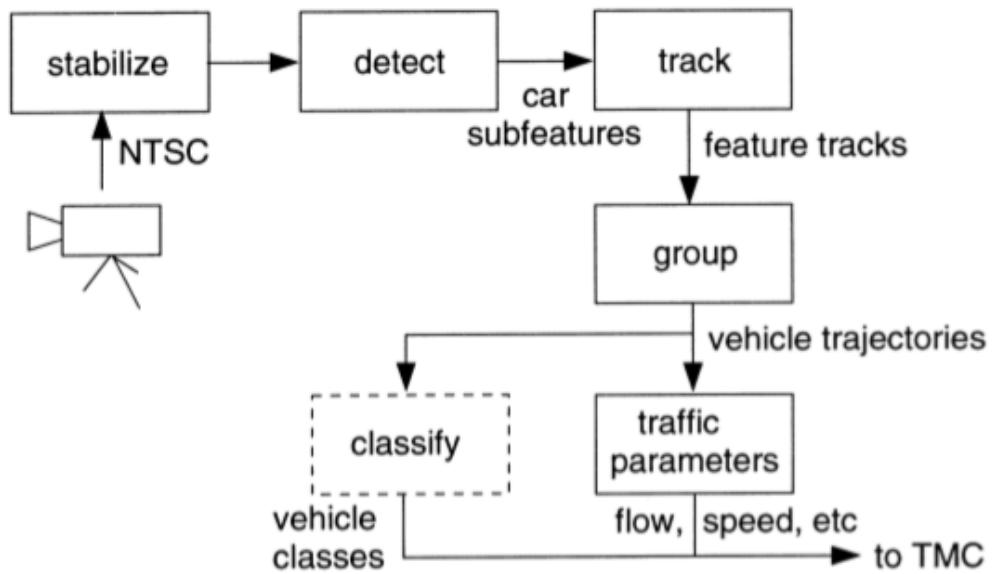 stabilize
detect
track
NTSC
car
subfeatures
feature tracks
group
vehicle trajectories
classify
traffic
parameters
vehicle
classes
flow, speed, etc
to TMC